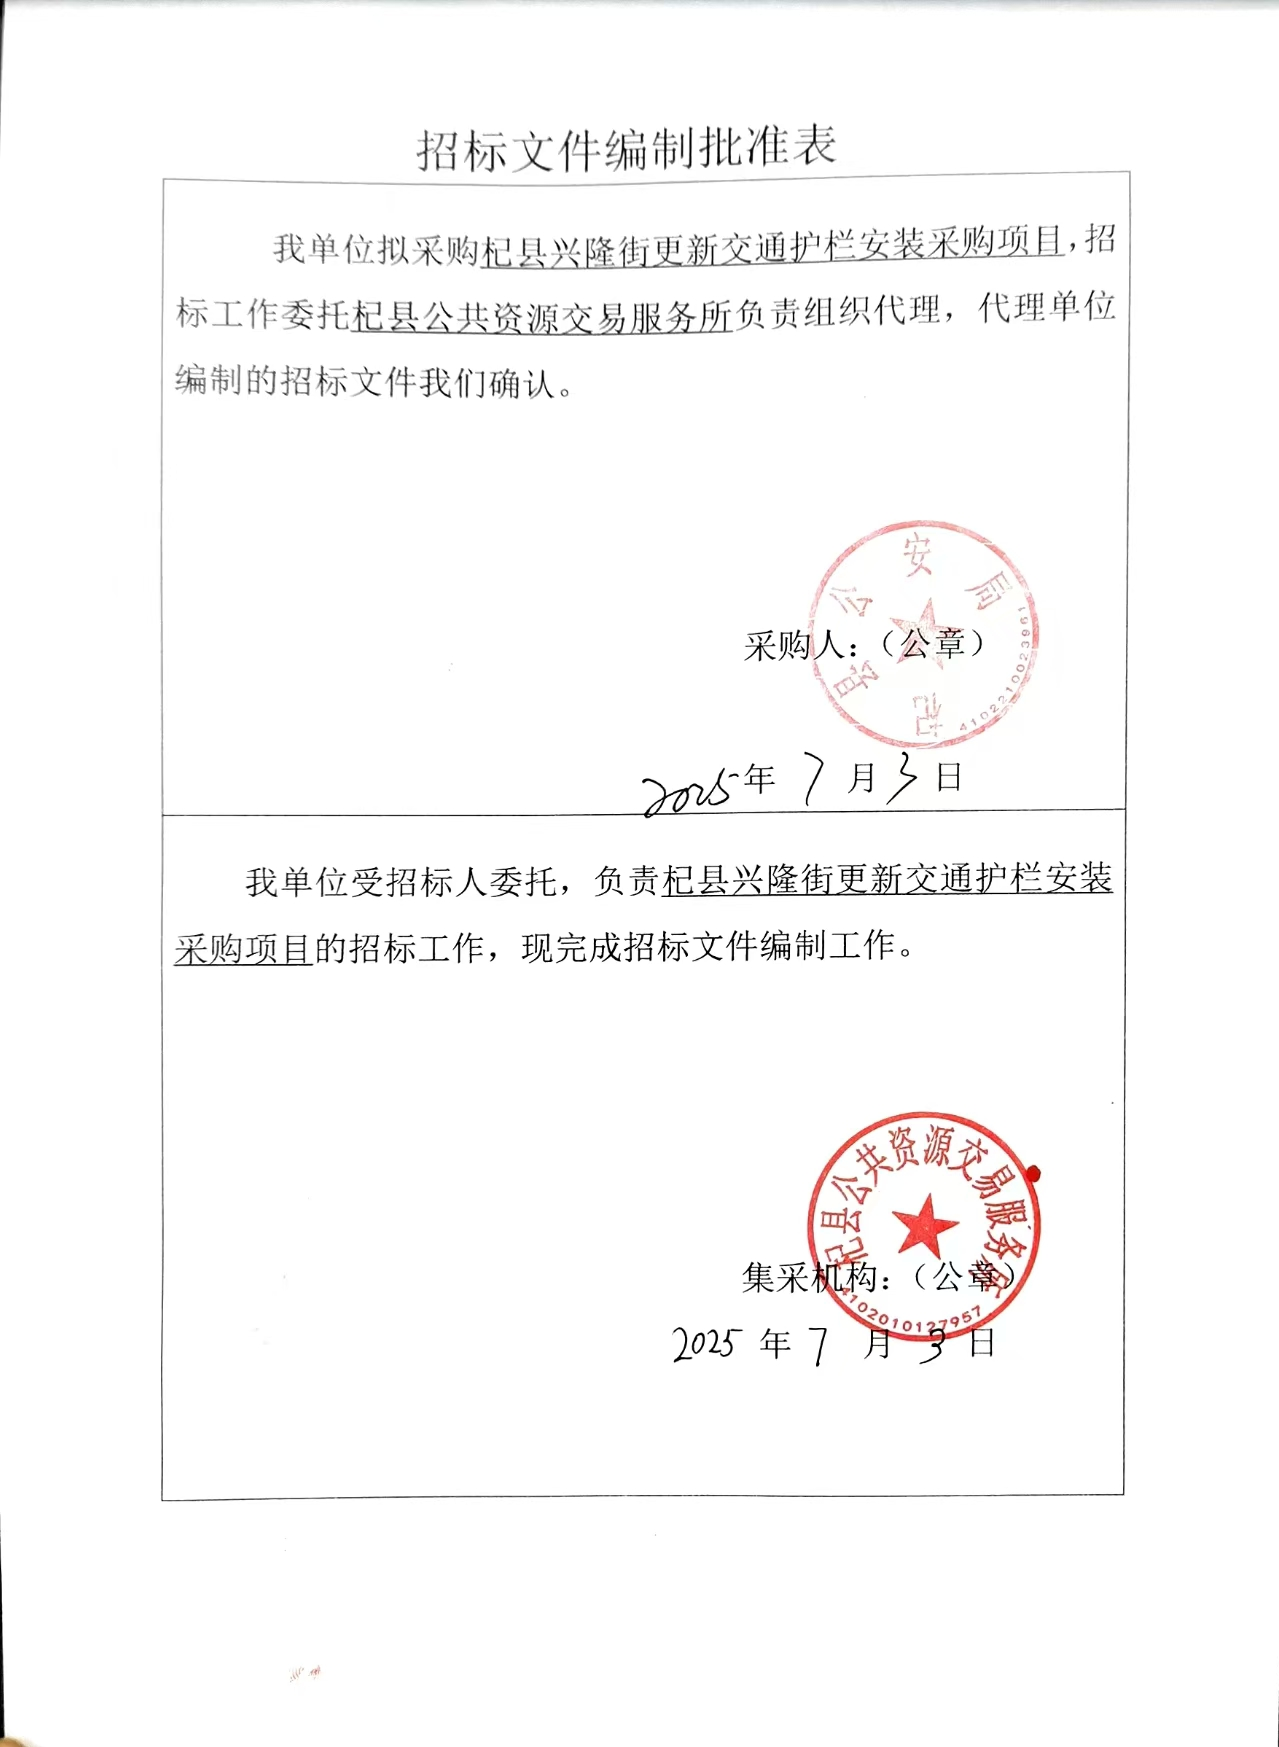 招标文件编制批准表
我单位拟采购杞县兴隆街更新交通护栏安装采购项目，招
标工作委托杞县公共资源交易服务所负责组织代理，代理单位
编制的招标文件我们确认。
杞县公安局
4102210023961
采购人：（公章）
2025年 7 月 3 日
我单位受招标人委托，负责杞县兴隆街更新交通护栏安装
采购项目的招标工作，现完成招标文件编制工作。
杞县公共资源交易服务所
集采机构：（公章）
4102010127957
2025 年 7 月 3 日